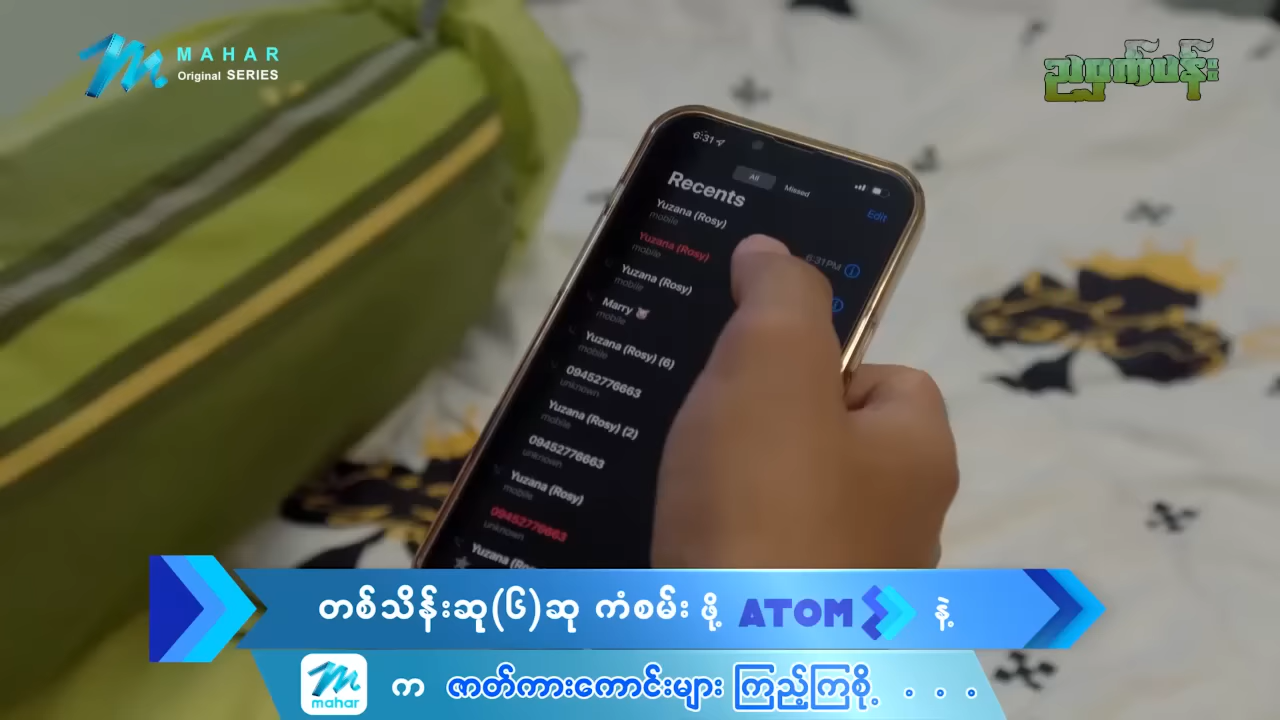 MAHAR
Original SERIES
ညဝှက်ပန်း
6:31
All Missed
Edit
Recents
Yuzana (Rosy)
mobile
Yuzana (Rosy)
mobile
6:31 PM
Yuzana (Rosy)
mobile
Marry
mobile
Yuzana (Rosy) (6)
mobile
09452776663
unknown
Yuzana (Rosy) (2)
mobile
09452776663
unknown
Yuzana (Rosy)
mobile
09452776663
unknown
Yuzana
တစ်သိန်းဆု(၆)ဆု ကံစမ်း ဖို့ ATOM နဲ့
mahar က ဇာတ်ကားကောင်းများ ကြည့်ကြစို့ . . .